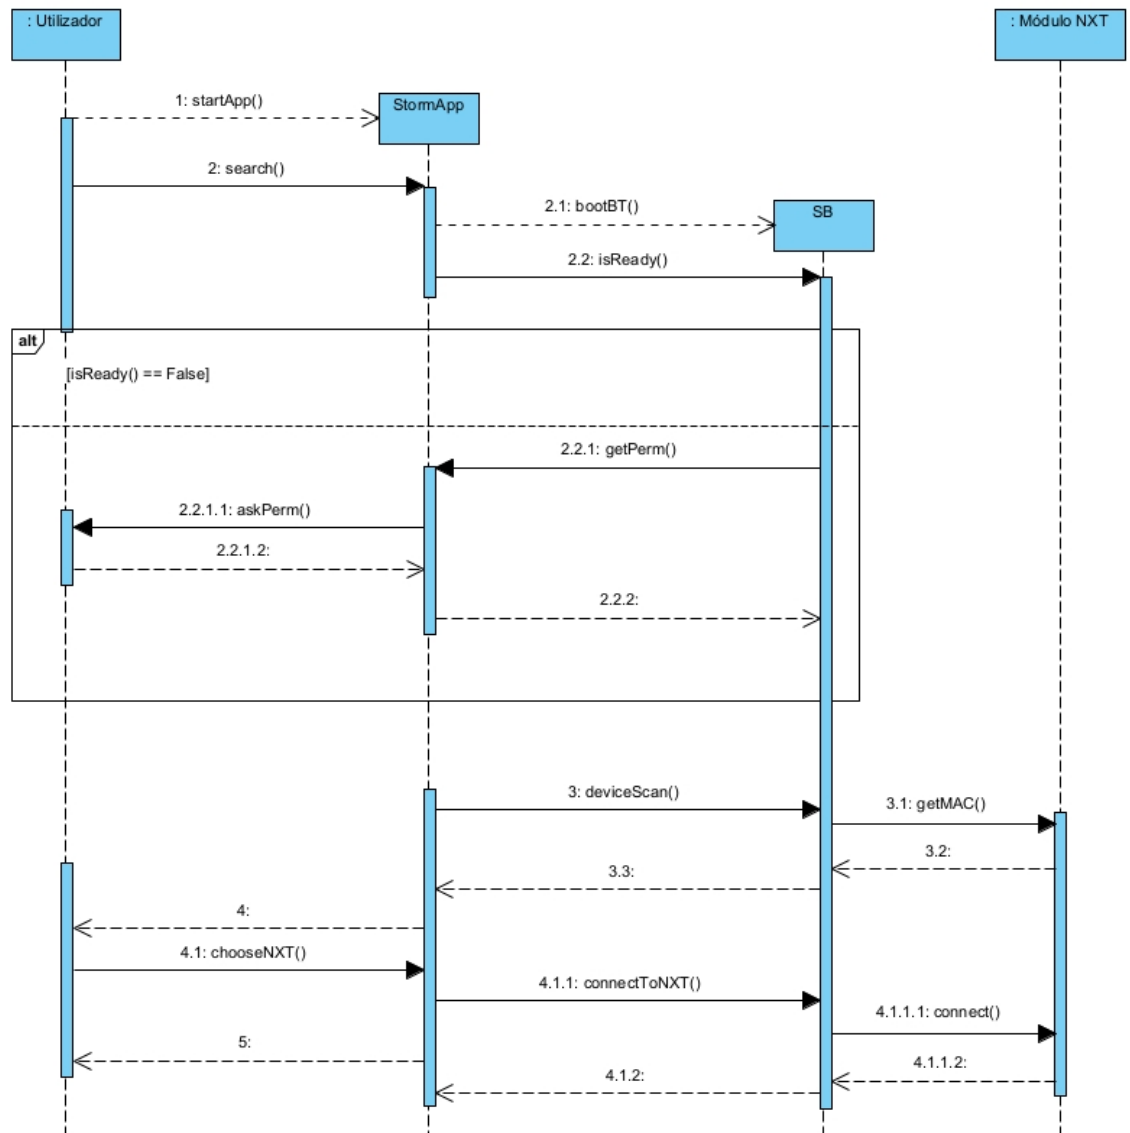 : Utilizador
: Módulo NXT
1: startApp()
StormApp
2: search()
2.1: bootBT()
SB
2.2: isReady()
alt
[isReady() == False]
2.2.1: getPerm()
2.2.1.1: askPerm()
2.2.1.2:
2.2.2:
3: deviceScan()
3.1: getMAC()
3.2:
3.3:
4:
4.1: chooseNXT()
4.1.1: connectToNXT()
4.1.1.1: connect()
5:
4.1.1.2:
4.1.2: